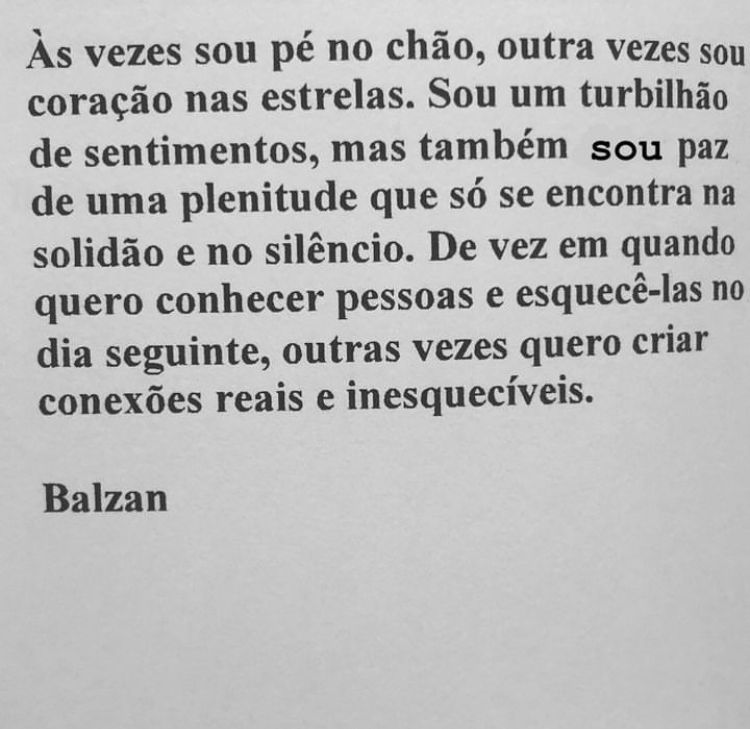 Às vezes sou pé no chão, outra vezes sou
coração nas estrelas. Sou um turbilhão
de sentimentos, mas também sou paz
de uma plenitude que só se encontra na
solidão e no silêncio. De vez em quando
quero conhecer pessoas e esquecê-las no
dia seguinte, outras vezes quero criar
conexões reais e inesquecíveis.
Balzan